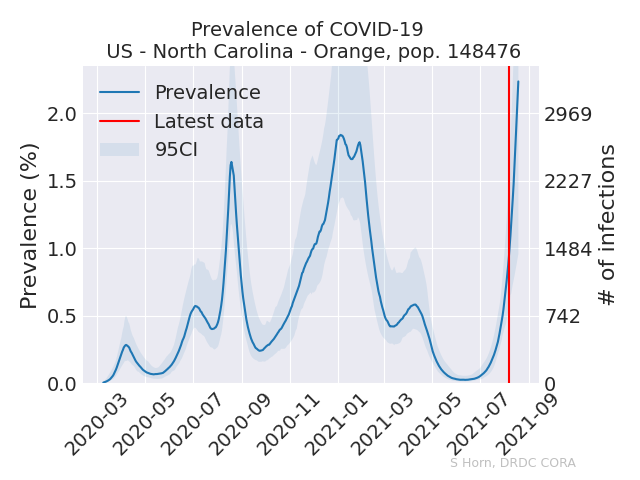 Prevalence of COVID-19
US - North Carolina - Orange, pop. 148476
Prevalence
Latest data
95CI
Prevalence (%)
2.0
1.5
1.0
0.5
0.0
2969
2227
1484
742
0
# of infections
2020-03
2020-05
2020-07
2020-09
2020-11
2021-01
2021-03
2021-05
2021-07
2021-09
S Horn, DRDC CORA